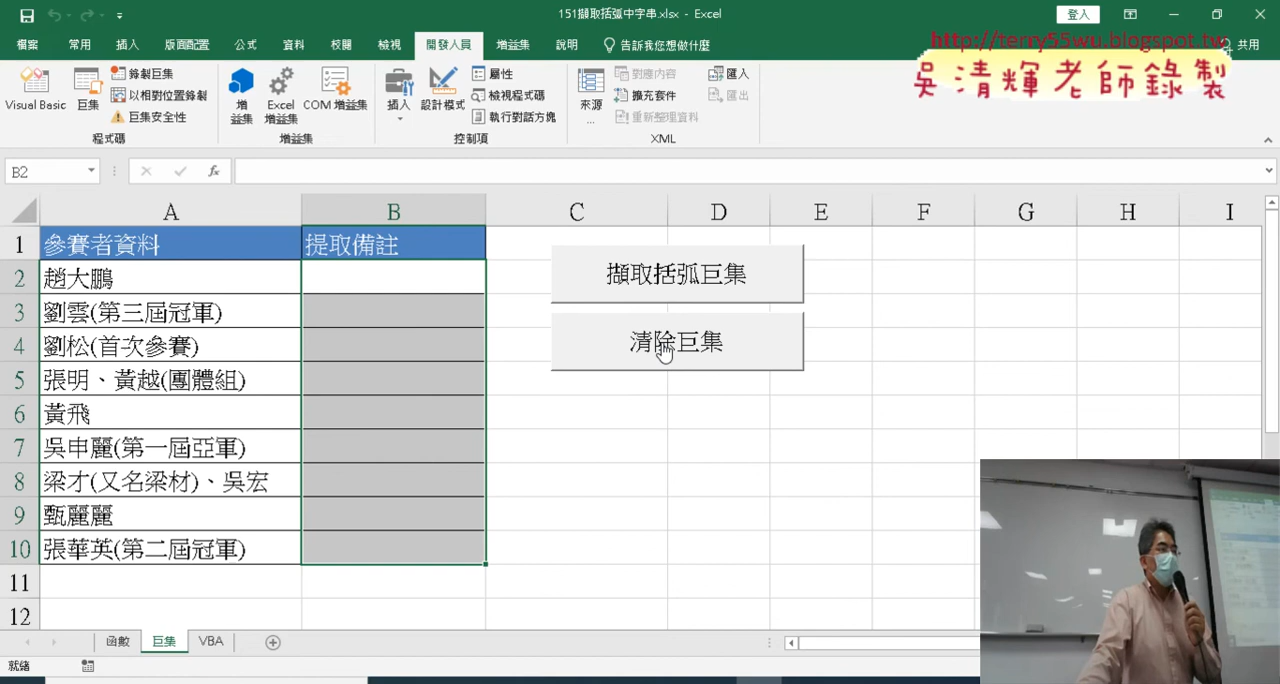 151擷取括弧中字串.xlsx - Excel
登入
檔案 常用 插入 版面配置 公式 資料 校閱 檢視 開發人員 增益集 說明 告訴我您想做什麼 共用
http://terry55wu.blogspot.tw
吳清輝老師錄製
Visual Basic 巨集 錄製巨集 以相對位置錄製 巨集安全性
程式碼
增益集 Excel 增益集 COM 增益集
增益集
插入 設計模式 屬性 檢視程式碼 執行對話方塊
控制項
來源... 對應內容 擴充套件 重新整理資料 匯入 匯出
XML
B2 fx
A B C D E F G H I
1 參賽者資料 提取備註
2 趙大鵬
3 劉雲(第三屆冠軍)
4 劉松(首次參賽)
5 張明、黃越(團體組)
6 黃飛
7 吳申麗(第一屆亞軍)
8 梁才(又名梁材)、吳宏
9 甄麗麗
10 張華英(第二屆冠軍)
11
12
擷取括弧巨集
清除巨集
函數 巨集 VBA
就緒